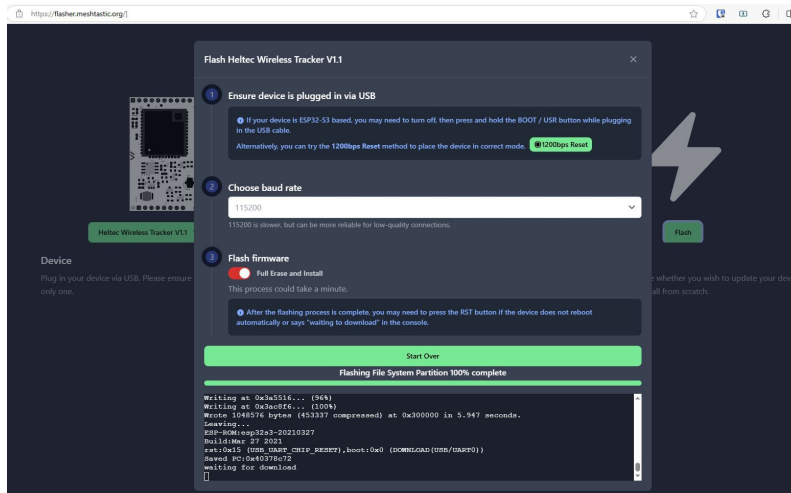 https://flasher.meshtastic.org/]
Flash Heltec Wireless Tracker V1.1
1
Ensure device is plugged in via USB
If your device is ESP32-S3 based, you may need to turn off, then press and hold the BOOT / USR button while plugging
in the USB cable.
Alternatively, you can try the 1200bps Reset method to place the device in correct mode.
1200bps Reset
2
Choose baud rate
115200
115200 is slower, but can be more reliable for low-quality connections.
Heltec Wireless Tracker V1.1
Flash
3
Flash firmware
Full Erase and Install
This process could take a minute.
Device
Plug in your device via USB. Please ensure
only one.
e whether you wish to update your dev
all from scratch.
After the flashing process is complete, you may need to press the RST button if the device does not reboot
automatically or says "waiting to download" in the console.
Start Over
Flashing File System Partition 100% complete
Writing at 0x3a5516... (96%)
Writing at 0x3ac8f6... (100%)
Wrote 1048576 bytes (453337 compressed) at 0x300000 in 5.947 seconds.
Leaving...
ESP-ROM:esp32s3-20210327
Build:Mar 27 2021
rst:0x15 (USB_UART_CHIP_RESET),boot:0x0 (DOWNLOAD(USB/UART0))
Saved PC:0x40378c72
waiting for download